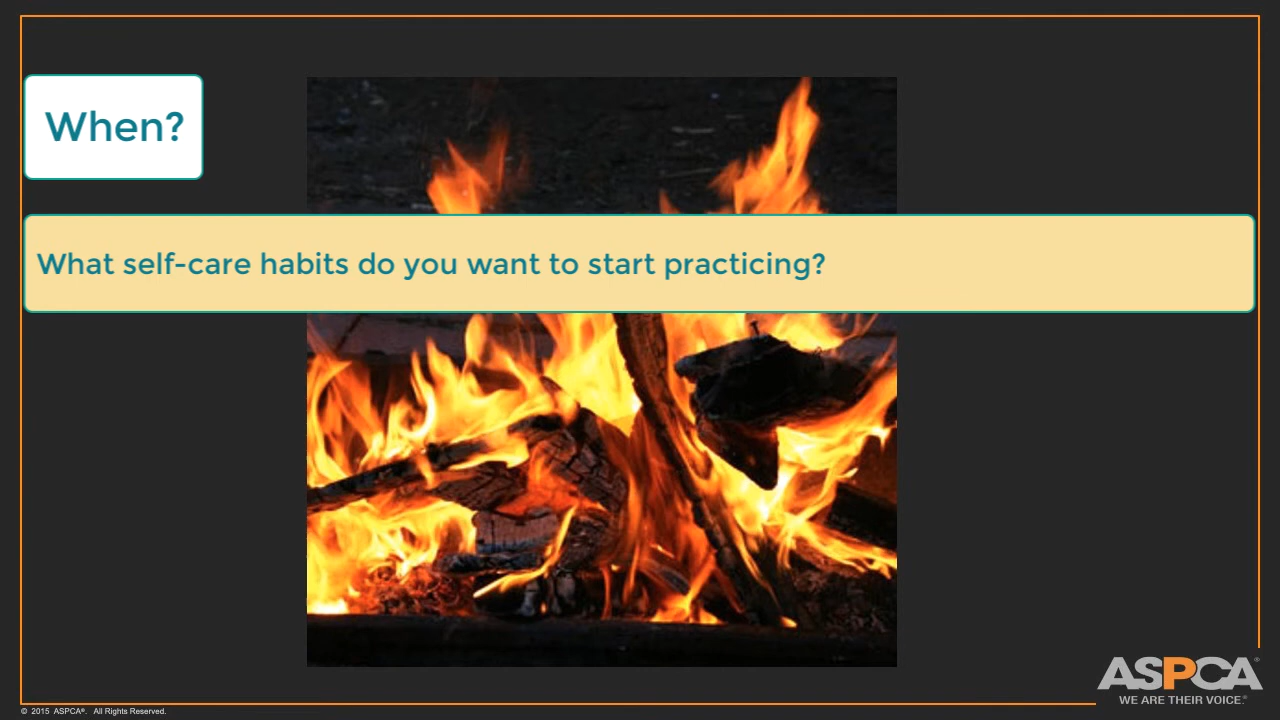 When?
What self-care habits do you want to start practicing?
ASPCA®
WE ARE THEIR VOICE.®
© 2015 ASPCA®. All Rights Reserved.